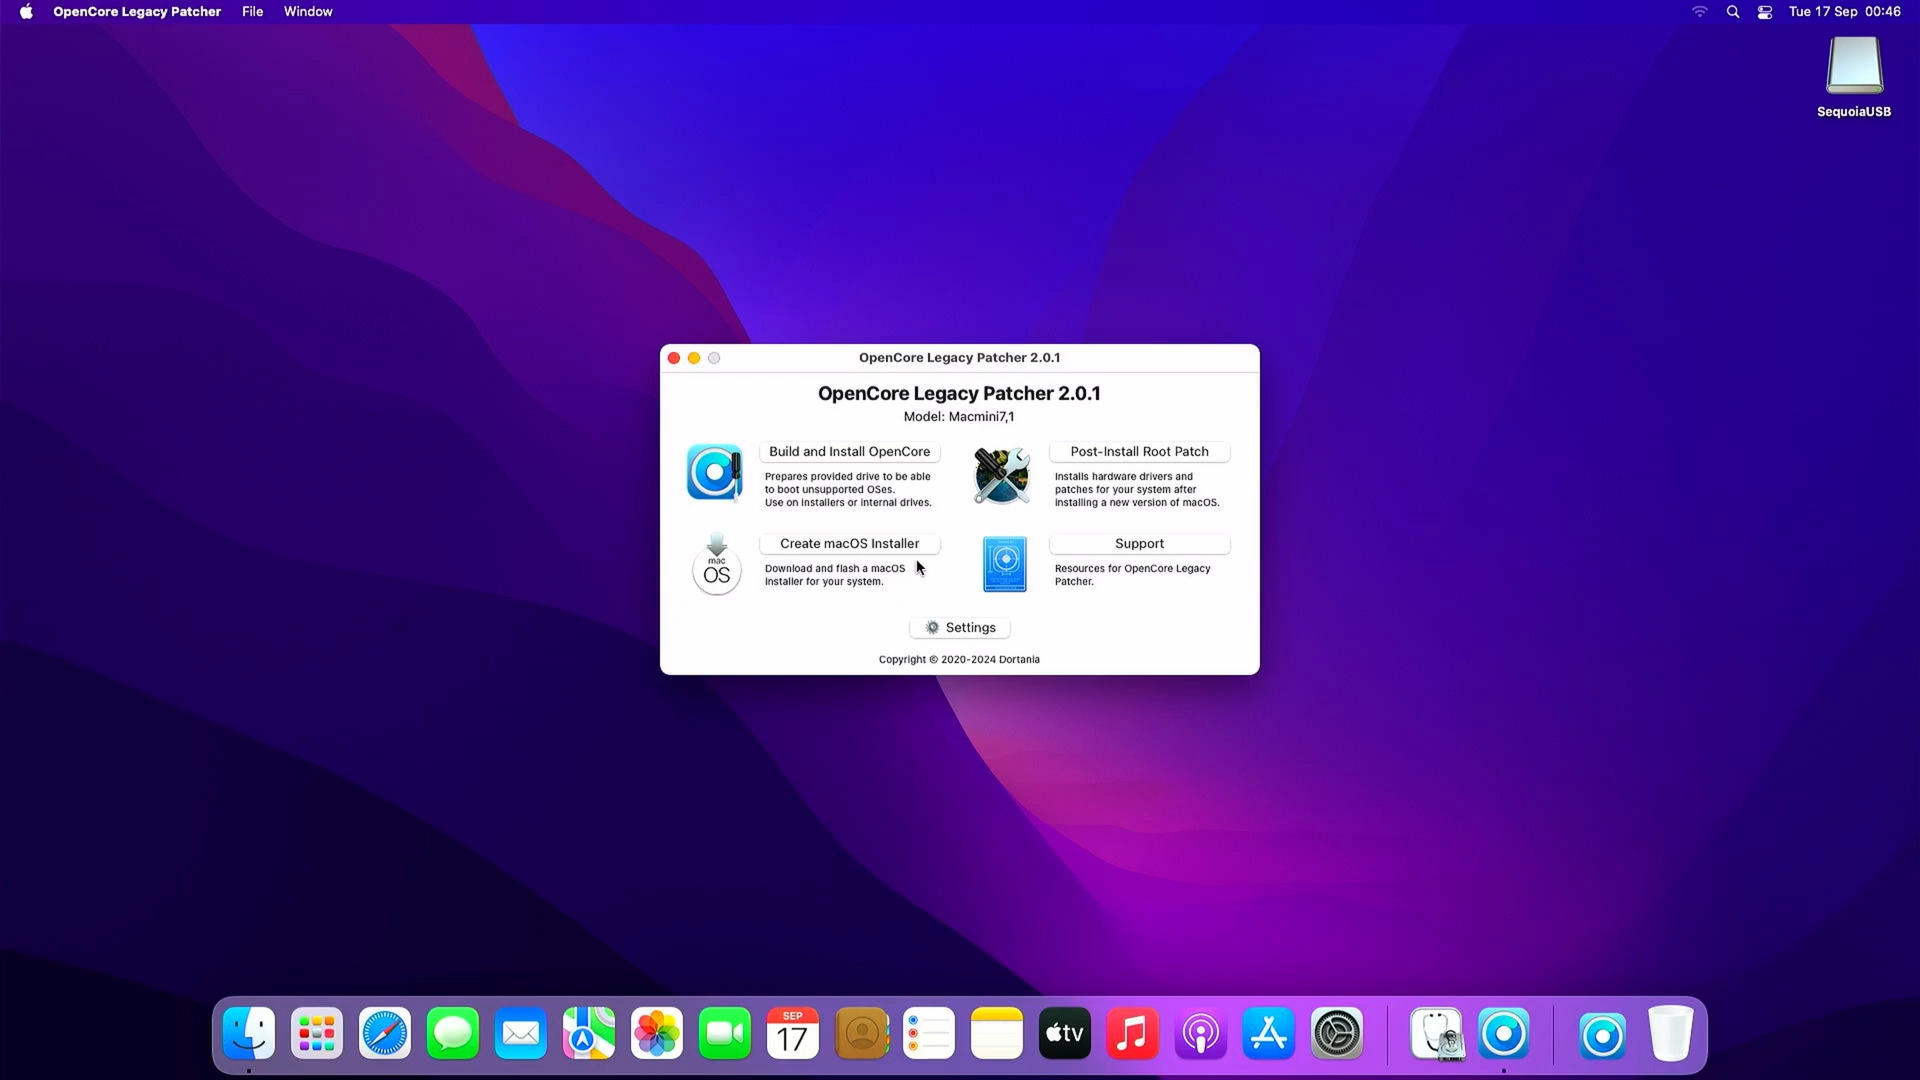 OpenCore Legacy Patcher File Window Tue 17 Sep 00:46
SequoiaUSB
OpenCore Legacy Patcher 2.0.1
OpenCore Legacy Patcher 2.0.1
Model: Macmini7,1
Build and Install OpenCore
Prepares provided drive to be able
to boot unsupported OSes.
Use on installers or internal drives.
Post-Install Root Patch
Installs hardware drivers and
patches for your system after
installing a new version of macOS.
mac
OS
Create macOS Installer
Download and flash a macOS
Installer for your system.
Support
Resources for OpenCore Legacy
Patcher.
Settings
Copyright © 2020-2024 Dortania
SEP
17
tv